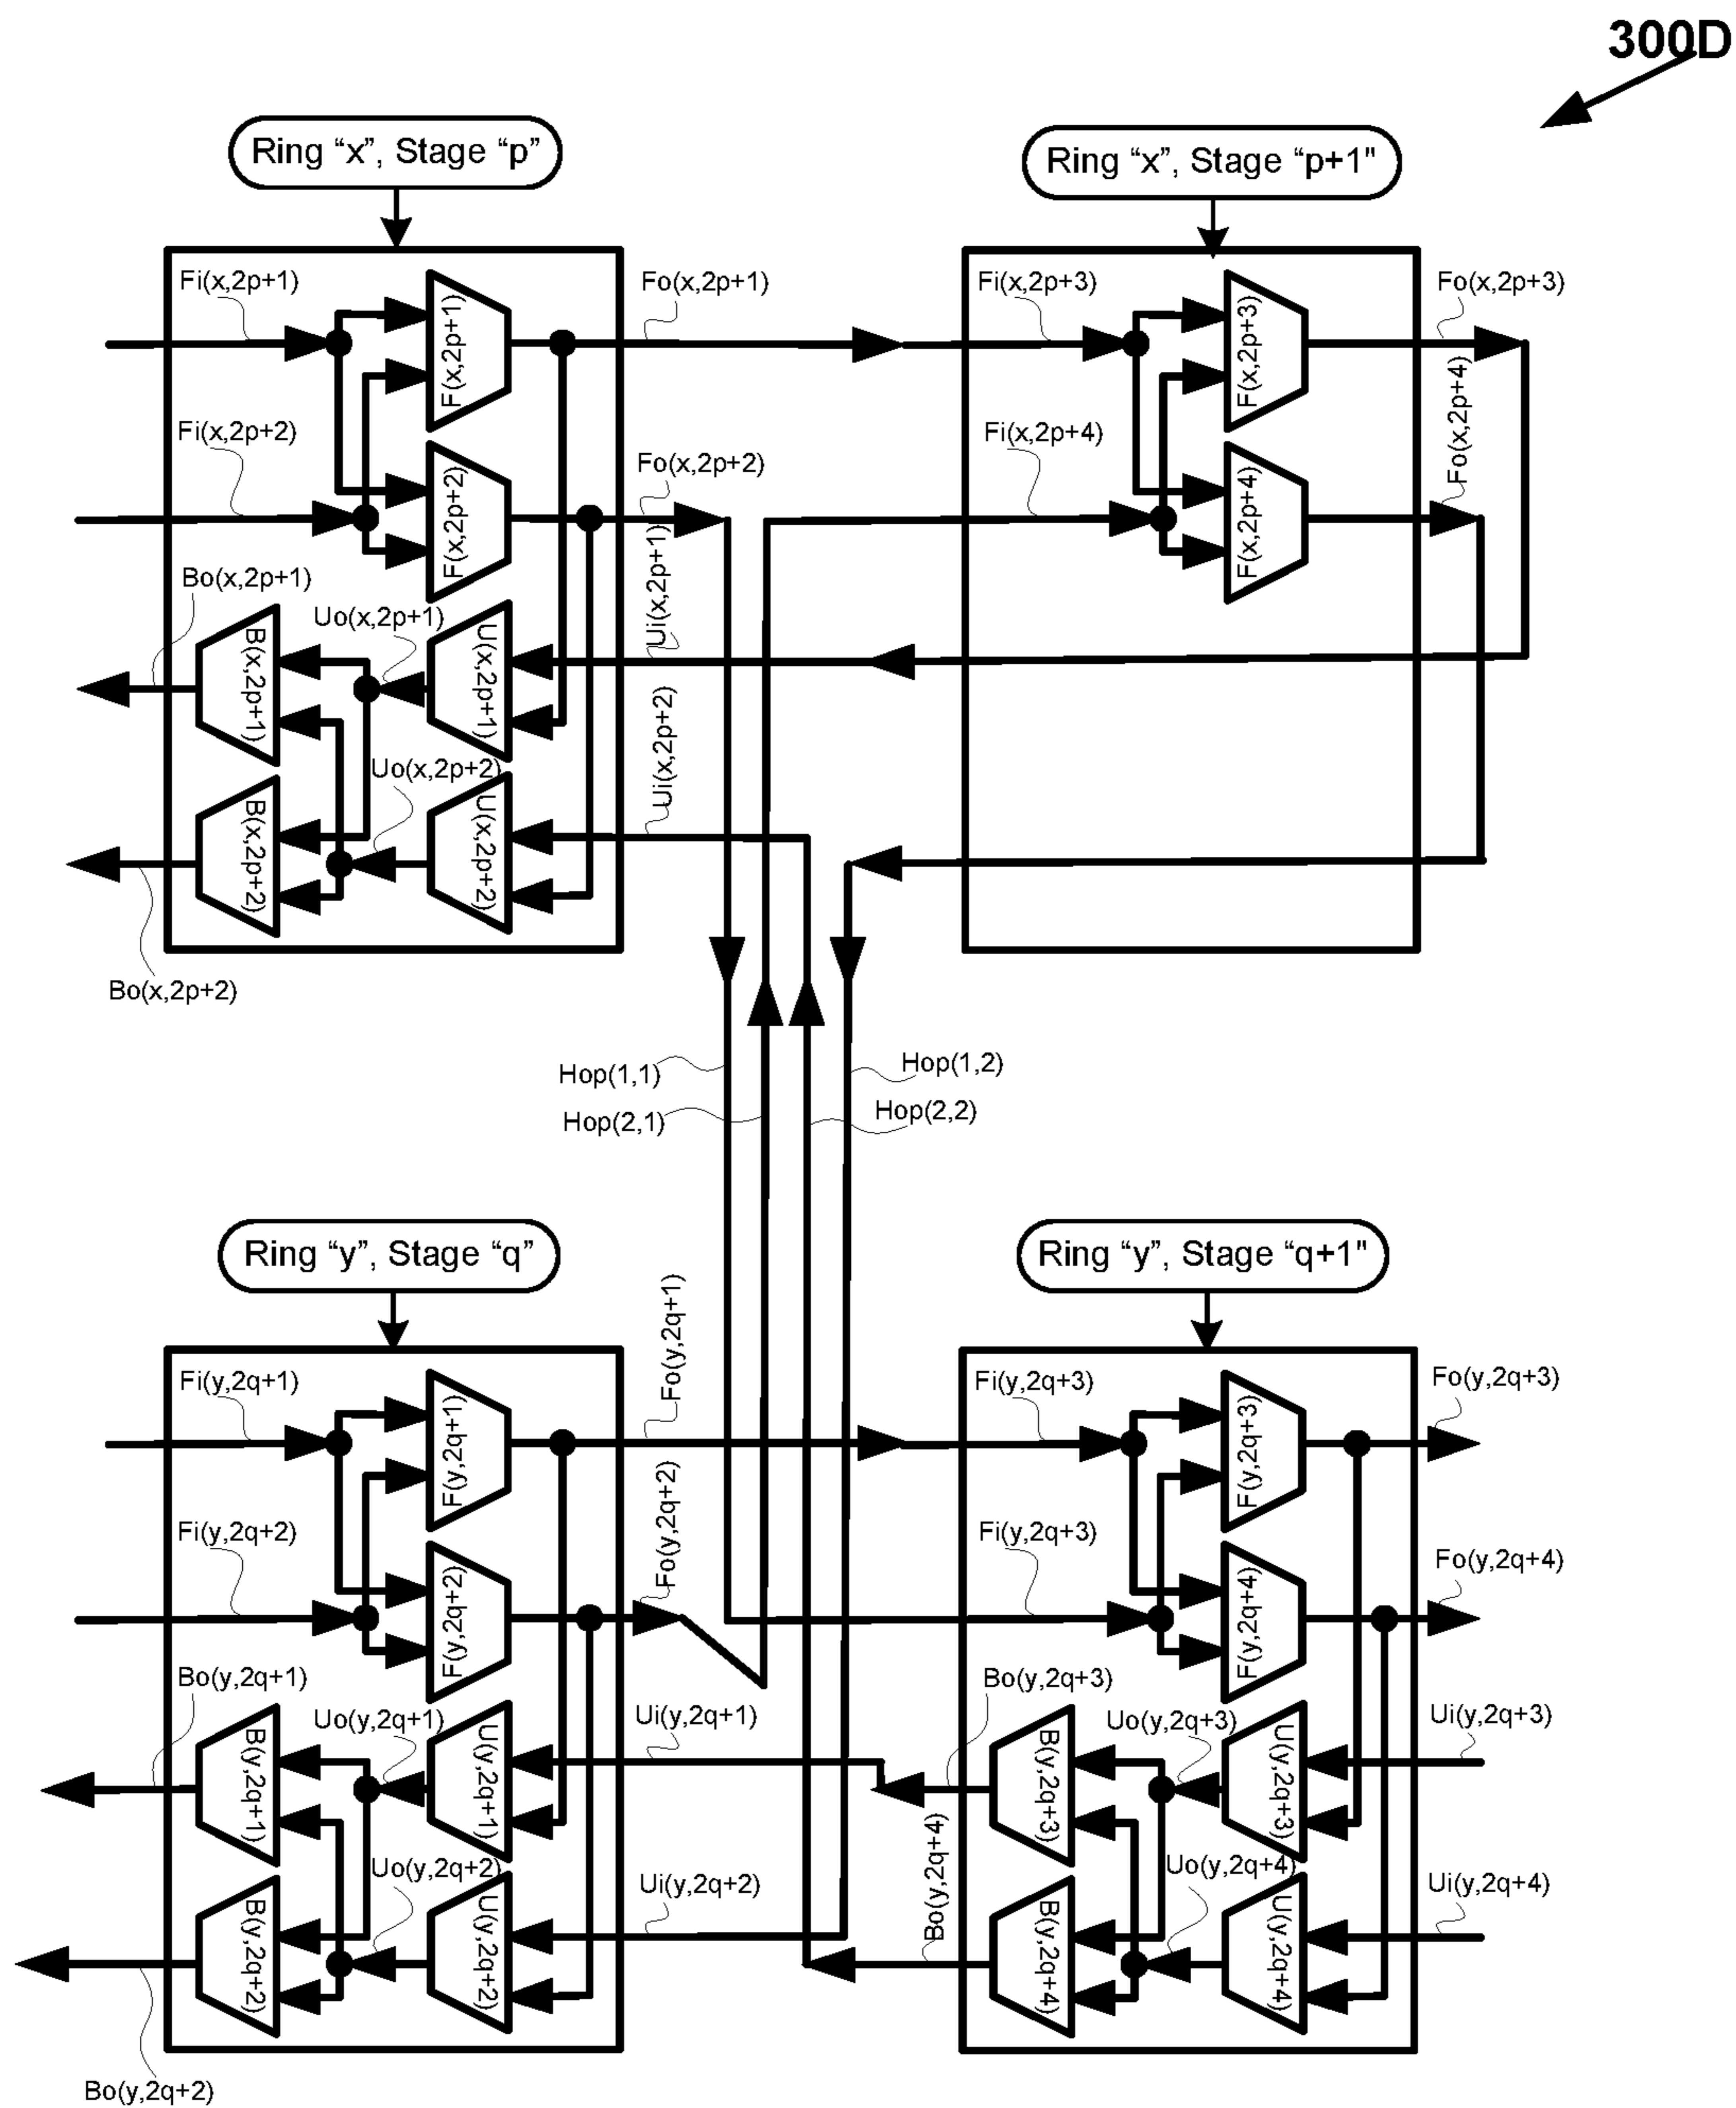 300D
Ring “x”, Stage “p”
Ring “x”, Stage “p+1"
Fi(x,2p+1)
F(x,2p+1)
Fo(x,2p+1)
Fi(x,2p+3)
F(x,2p+3)
Fo(x,2p+3)
Fi(x,2p+2)
F(x,2p+2)
Fo(x,2p+2)
Fi(x,2p+4)
F(x,2p+4)
Fo(x,2p+4)
Bo(x,2p+1)
B(x,2p+1)
Uo(x,2p+1)
U(x,2p+1)
Ui(x,2p+1)
B(x,2p+2)
Uo(x,2p+2)
U(x,2p+2)
Ui(x,2p+2)
Bo(x,2p+2)
Hop(1,1)
Hop(1,2)
Hop(2,1)
Hop(2,2)
Ring “y”, Stage “q”
Ring “y”, Stage “q+1"
Fi(y,2q+1)
F(y,2q+1)
Fo(y,2q+1)
Fi(y,2q+3)
F(y,2q+3)
Fo(y,2q+3)
Fi(y,2q+2)
F(y,2q+2)
Fo(y,2q+2)
Fi(y,2q+3)
F(y,2q+4)
Fo(y,2q+4)
Bo(y,2q+1)
B(y,2q+1)
Uo(y,2q+1)
U(y,2q+1)
Ui(y,2q+1)
Bo(y,2q+3)
B(y,2q+3)
Uo(y,2q+3)
U(y,2q+3)
Ui(y,2q+3)
B(y,2q+2)
Uo(y,2q+2)
U(y,2q+2)
Ui(y,2q+2)
Bo(y,2q+4)
B(y,2q+4)
Uo(y,2q+4)
U(y,2q+4)
Ui(y,2q+4)
Bo(y,2q+2)